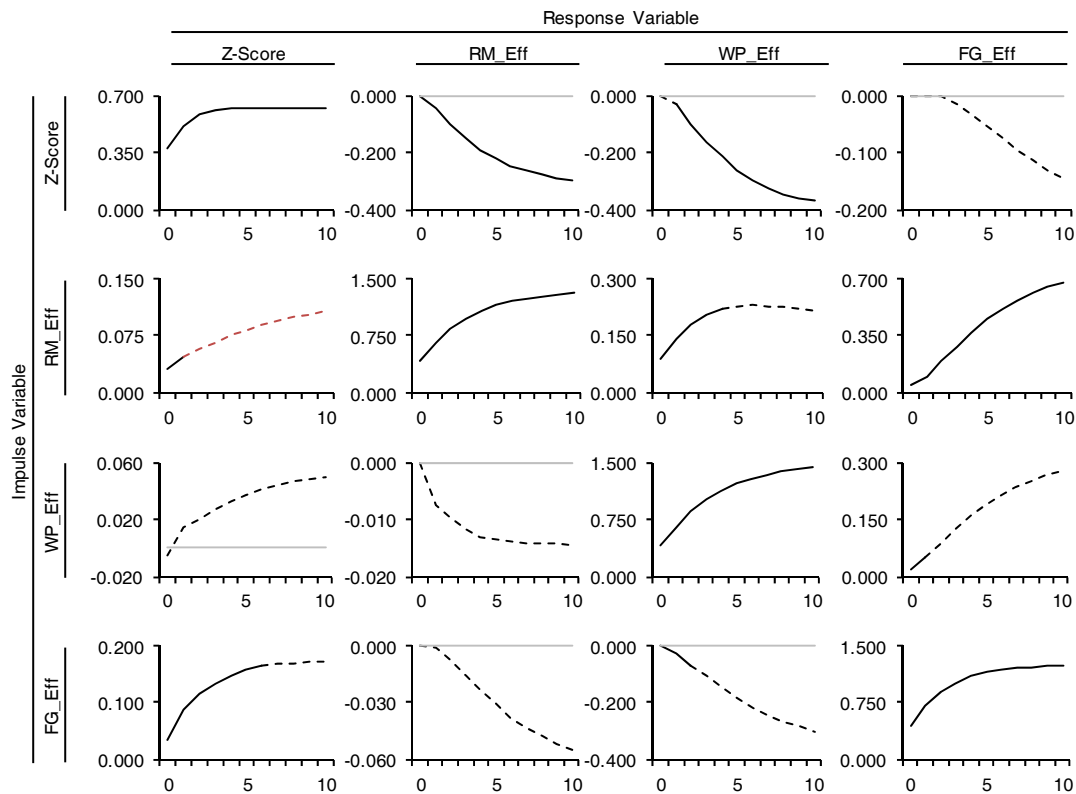 Response Variable
Z-Score RM_Eff WP_Eff FG_Eff
Impulse Variable
Z-Score
0.700 0.000 0.000 0.000
0.350 -0.200 -0.200 -0.100
0.000 -0.400 -0.400 -0.200
0 5 10 0 5 10 0 5 10 0 5 10
RM_Eff
0.150 1.500 0.300 0.700
0.075 0.750 0.150 0.350
0.000 0.000 0.000 0.000
0 5 10 0 5 10 0 5 10 0 5 10
WP_Eff
0.060 0.000 1.500 0.300
0.020 -0.010 0.750 0.150
-0.020 -0.020 0.000 0.000
0 5 10 0 5 10 0 5 10 0 5 10
FG_Eff
0.200 0.000 0.000 1.500
0.100 -0.030 -0.200 0.750
0.000 -0.060 -0.400 0.000
0 5 10 0 5 10 0 5 10 0 5 10